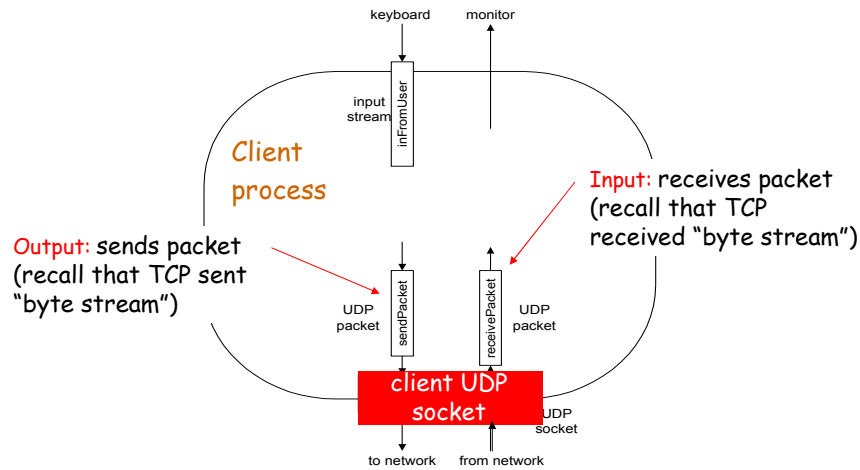 keyboard
monitor
input
stream
inFromUser
Client
process
Input: receives packet
(recall that TCP
received “byte stream”)
Output: sends packet
(recall that TCP sent
“byte stream”)
UDP
packet
sendPacket
receivePacket
UDP
packet
client UDP
socket
UDP
socket
to network
from network